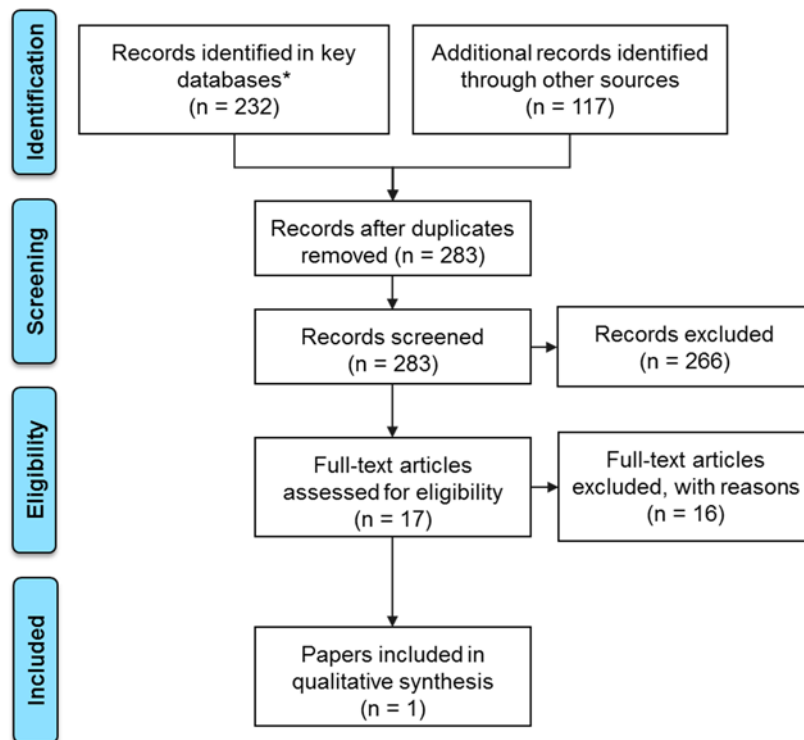 Identification
Records identified in key
databases*
(n = 232)
Additional records identified
through other sources
(n = 117)
Screening
Records after duplicates
removed (n = 283)
Records screened
(n = 283)
Records excluded
(n = 266)
Eligibility
Full-text articles
assessed for eligibility
(n = 17)
Full-text articles
excluded, with reasons
(n = 16)
Included
Papers included in
qualitative synthesis
(n = 1)